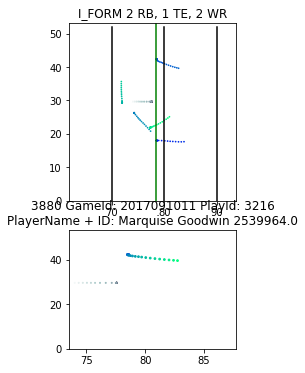 I_FORM 2 RB, 1 TE, 2 WR
50
40
30
20
10
0
70 80 90
3880 GameId: 2017091011 PlayId: 3216
PlayerName + ID: Marquise Goodwin 2539964.0
40
20
0
75 80 85